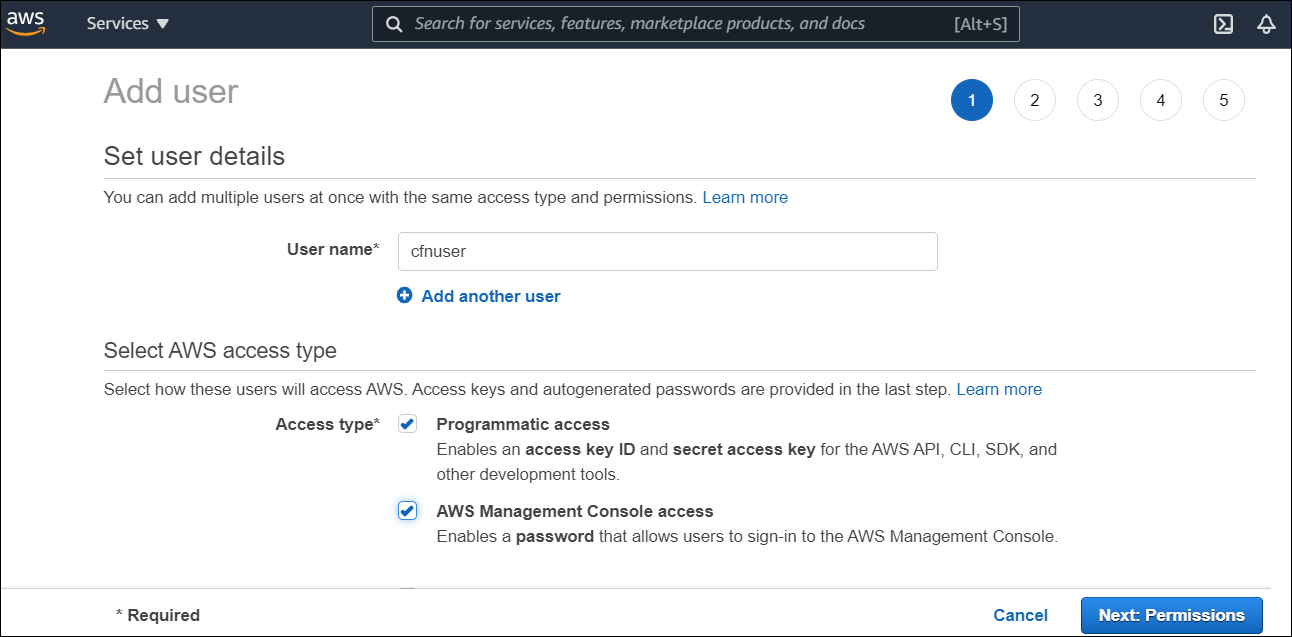 aws
Services
Search for services, features, marketplace products, and docs [Alt+S]
Add user
1 2 3 4 5
Set user details
You can add multiple users at once with the same access type and permissions. Learn more
User name* cfnuser
Add another user
Select AWS access type
Select how these users will access AWS. Access keys and autogenerated passwords are provided in the last step. Learn more
Access type* Programmatic access
Enables an access key ID and secret access key for the AWS API, CLI, SDK, and
other development tools.
AWS Management Console access
Enables a password that allows users to sign-in to the AWS Management Console.
* Required
Cancel
Next: Permissions